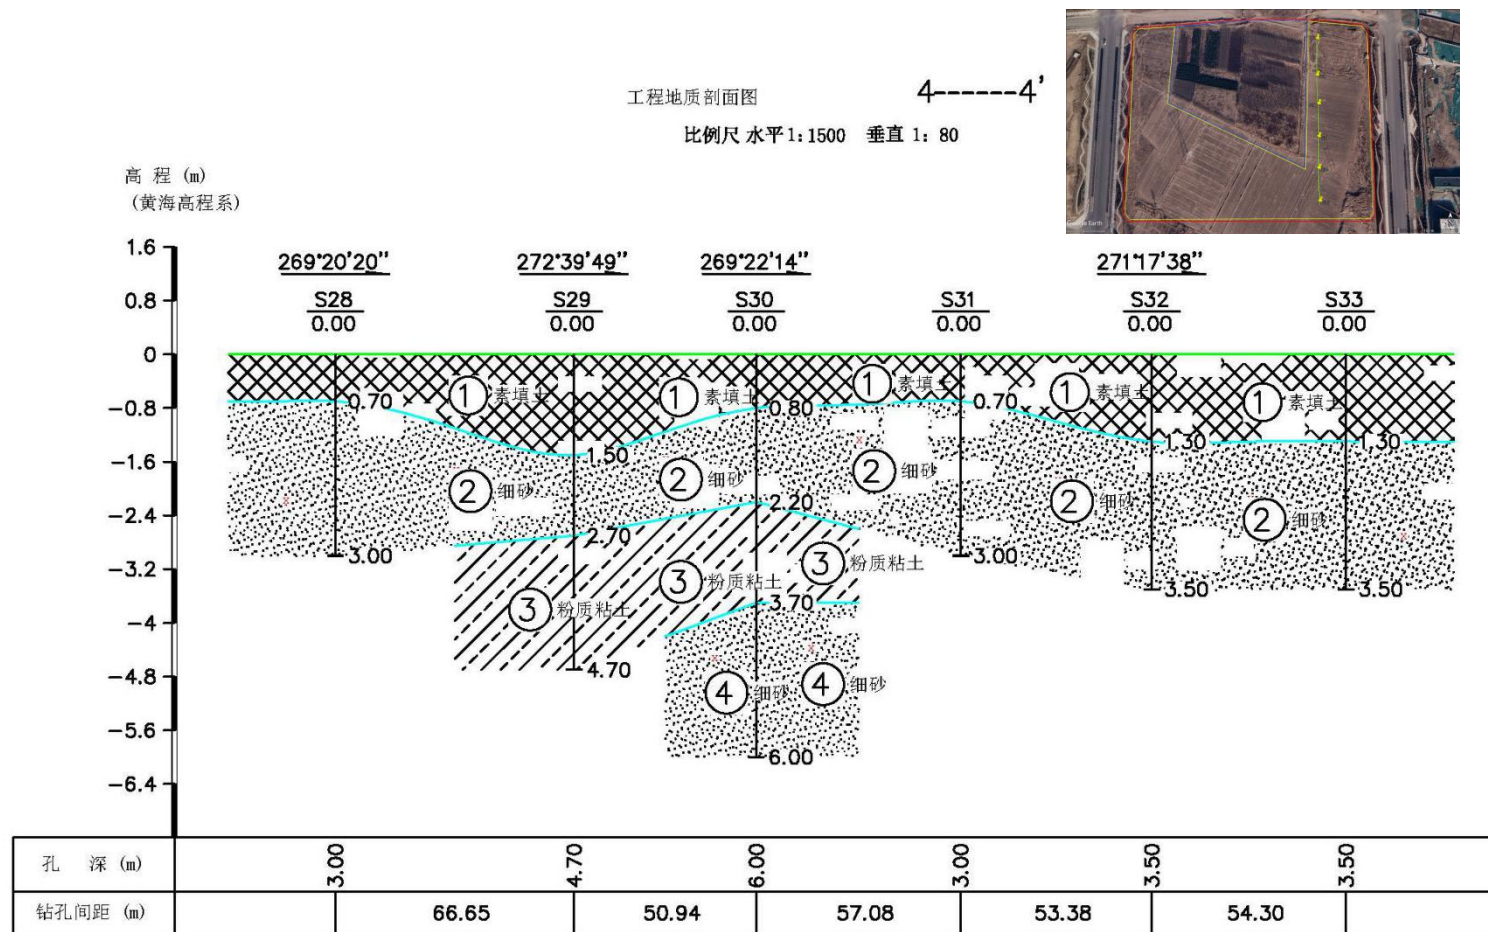 工程地质剖面图
4------4'
比例尺 水平1:1500 垂直 1: 80
高 程 (m)
(黄海高程系)
1.6
0.8
0
-0.8
-1.6
-2.4
-3.2
-4
-4.8
-5.6
-6.4
269°20'20" 272°39'49" 269°22'14" 271°17'38"
S28 S29 S30 S31 S32 S33
0.00 0.00 0.00 0.00 0.00 0.00
① 素填土 ① 素填土 ① 素填土 ① 素填土 ① 素填土
0.70 0.80 0.70
1.50 1.30 1.30
② 细砂 ② 细砂 ② 细砂 ② 细砂 ② 细砂
2.70 2.20
3.00 3.00
③ 粉质粘土 ③ 粉质粘土 ③ 粉质粘土
3.70 3.50 3.50
4.70
④ 细砂 ④ 细砂
6.00
孔 深 (m) 3.00 4.70 6.00 3.00 3.50 3.50
钻孔间距 (m) 66.65 50.94 57.08 53.38 54.30